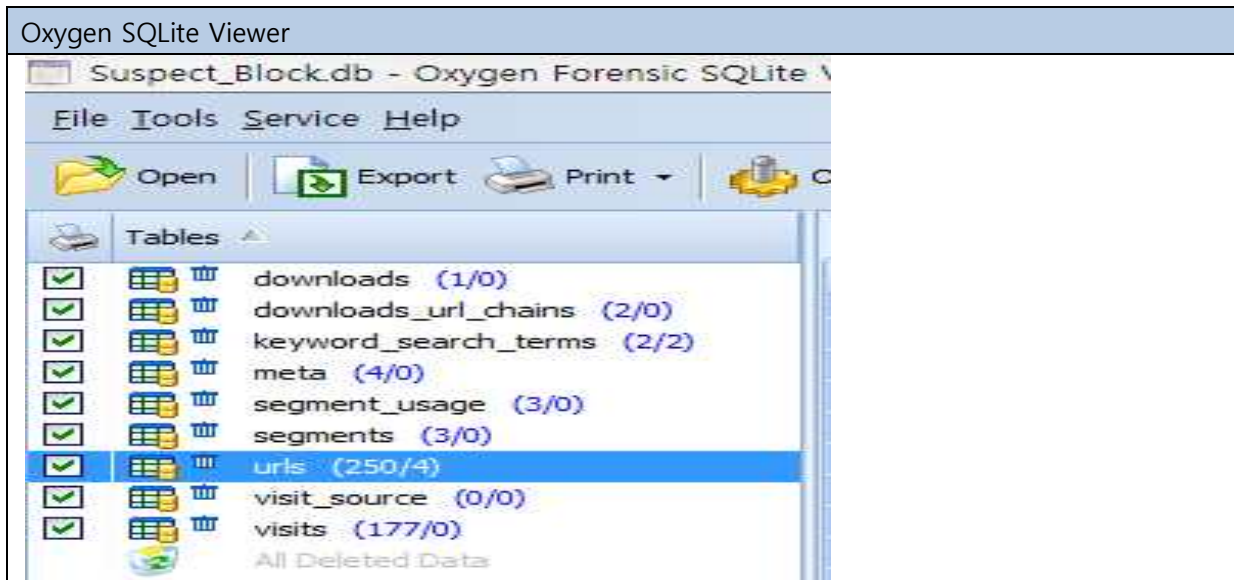 Oxygen SQLite Viewer
Suspect_Block.db - Oxygen Forensic SQLite
File Tools Service Help
Open Export Print
Tables
downloads (1/0)
downloads_url_chains (2/0)
keyword_search_terms (2/2)
meta (4/0)
segment_usage (3/0)
segments (3/0)
urls (250/4)
visit_source (0/0)
visits (177/0)
All Deleted Data